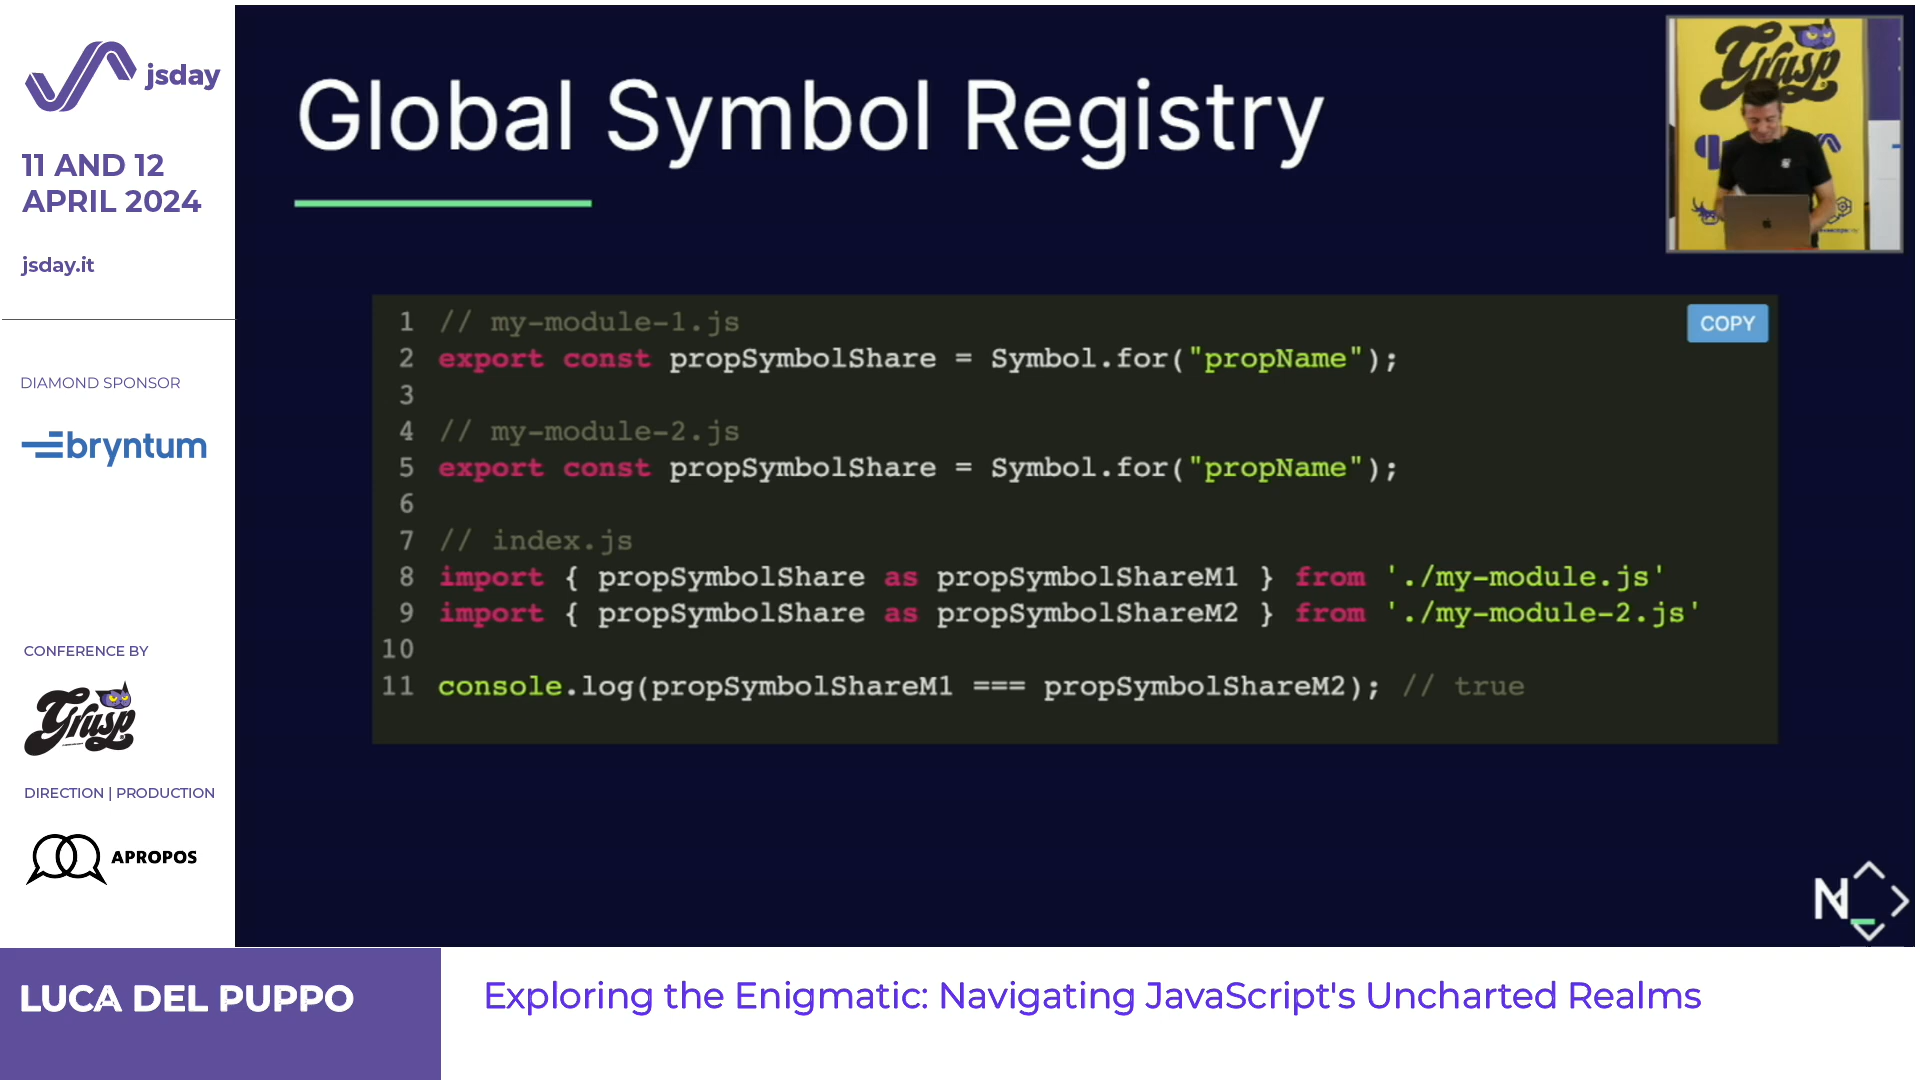 jsday
11 AND 12
APRIL 2024
jsday.it
DIAMOND SPONSOR
bryntum
CONFERENCE BY
Grusp
DIRECTION | PRODUCTION
APROPOS
Global Symbol Registry
Grusp
COPY
1 // my-module-1.js
2 export const propSymbolShare = Symbol.for("propName");
3
4 // my-module-2.js
5 export const propSymbolShare = Symbol.for("propName");
6
7 // index.js
8 import { propSymbolShare as propSymbolShareM1 } from './my-module.js'
9 import { propSymbolShare as propSymbolShareM2 } from './my-module-2.js'
10
11 console.log(propSymbolShareM1 === propSymbolShareM2); // true
N
LUCA DEL PUPPO
Exploring the Enigmatic: Navigating JavaScript's Uncharted Realms